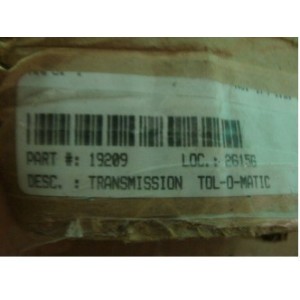 PART #: 19209 LOC.: 26156
DESC. : TRANSMISSION TOL-O-MATIC